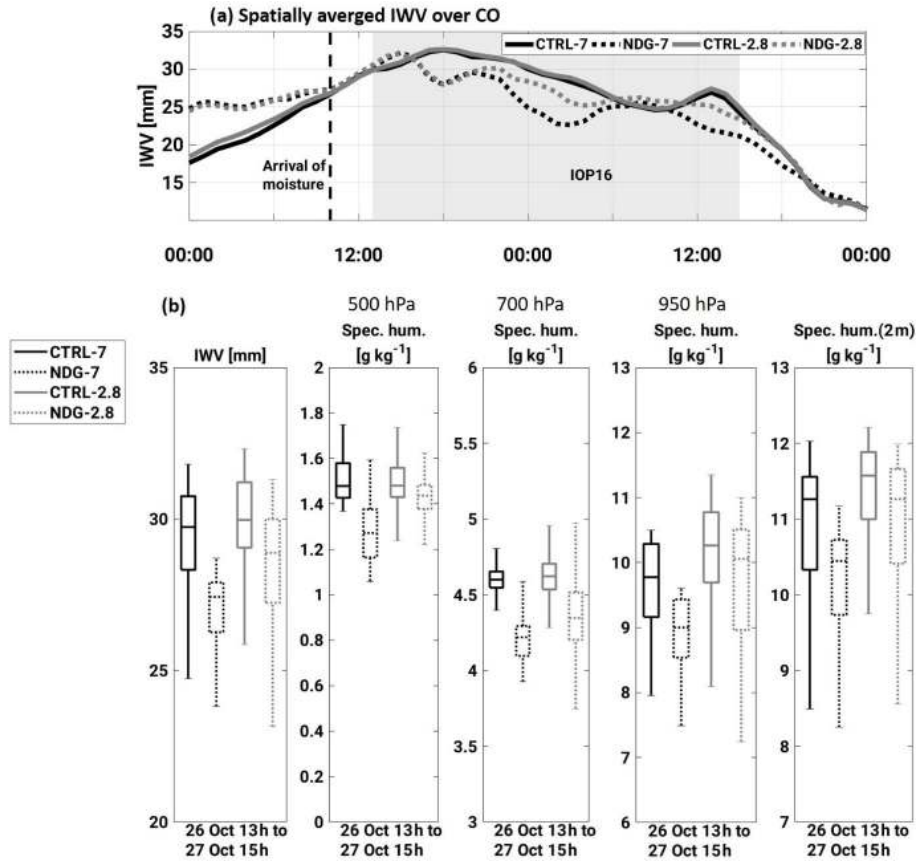 (a) Spatially averged IWV over CO
CTRL-7 NDG-7 CTRL-2.8 NDG-2.8
IWV [mm]
35
30
25
20
15
Arrival of
moisture
IOP16
00:00 12:00 00:00 12:00 00:00
(b)
CTRL-7
NDG-7
CTRL-2.8
NDG-2.8
IWV [mm]
35
30
25
20
26 Oct 13h to
27 Oct 15h
500 hPa
Spec. hum.
[g kg⁻¹]
2
1.8
1.6
1.4
1.2
1
0.8
0.6
0.4
0.2
0
26 Oct 13h to
27 Oct 15h
700 hPa
Spec. hum.
[g kg⁻¹]
6
5.5
5
4.5
4
3.5
3
26 Oct 13h to
27 Oct 15h
950 hPa
Spec. hum.
[g kg⁻¹]
13
12
11
10
9
8
7
6
26 Oct 13h to
27 Oct 15h
Spec. hum.(2m)
[g kg⁻¹]
13
12
11
10
9
8
7
26 Oct 13h to
27 Oct 15h